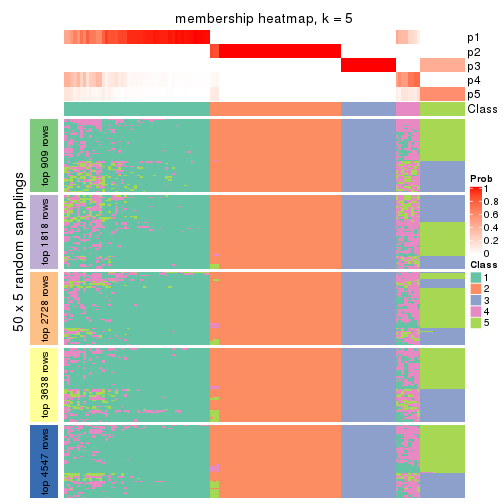 membership heatmap, k = 5
p1
p2
p3
p4
p5
Class
50 x 5 random samplings
top 909 rows
top 1818 rows
top 2728 rows
top 3638 rows
top 4547 rows
Prob
1
0.8
0.6
0.4
0.2
0
Class
1
2
3
4
5